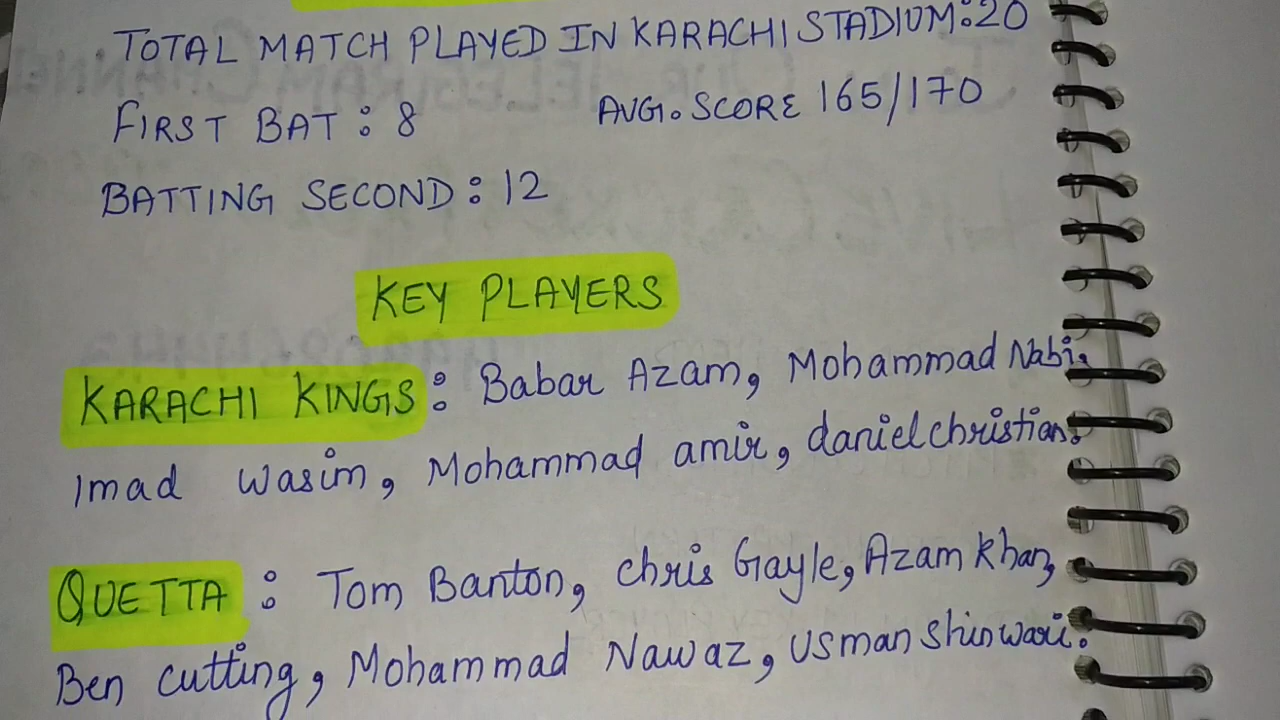 TOTAL MATCH PLAYED IN KARACHI STADIUM:20
FIRST BAT : 8 AVG. SCORE 165/170
BATTING SECOND : 12
KEY PLAYERS
KARACHI KINGS : Babar Azam, Mohammad Nabi,
Imad Wasim, Mohammad amir, daniel christian.
QUETTA : Tom Banton, chris Gayle, Azam khan,
Ben cutting, Mohammad Nawaz, Usman shinwari.